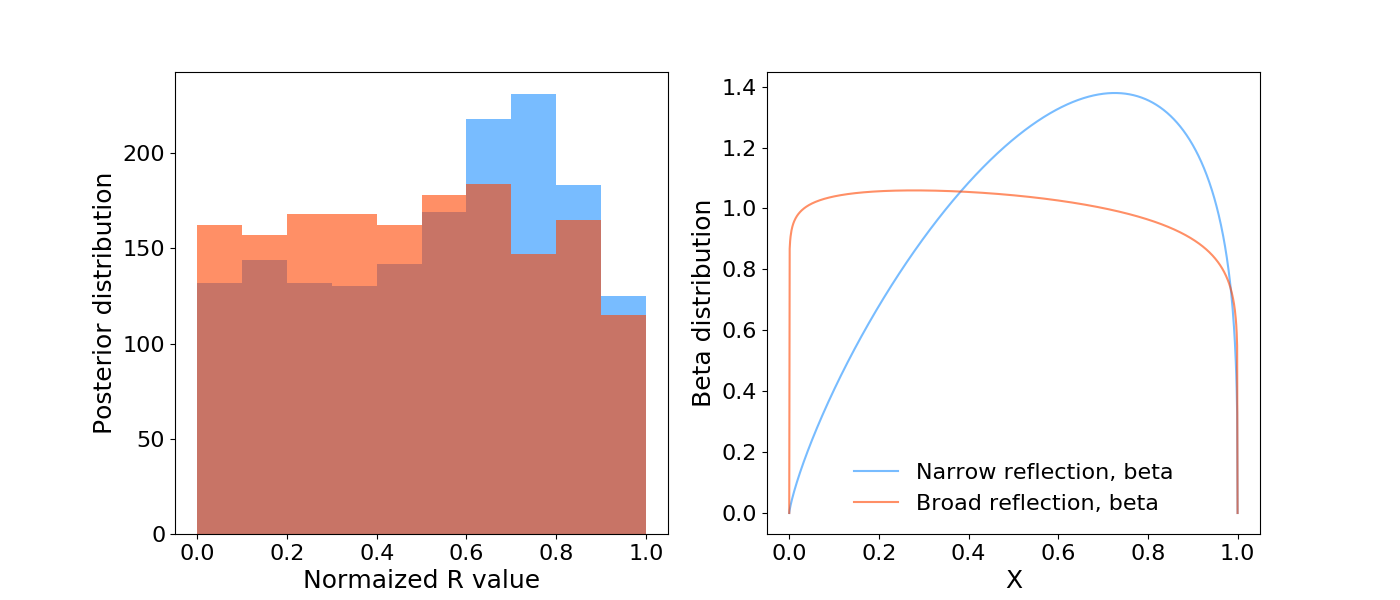 Posterior distribution
200
150
100
50
0
0.0 0.2 0.4 0.6 0.8 1.0
Normaized R value
Beta distribution
1.4
1.2
1.0
0.8
0.6
0.4
0.2
0.0
Narrow reflection, beta
Broad reflection, beta
0.0 0.2 0.4 0.6 0.8 1.0
X